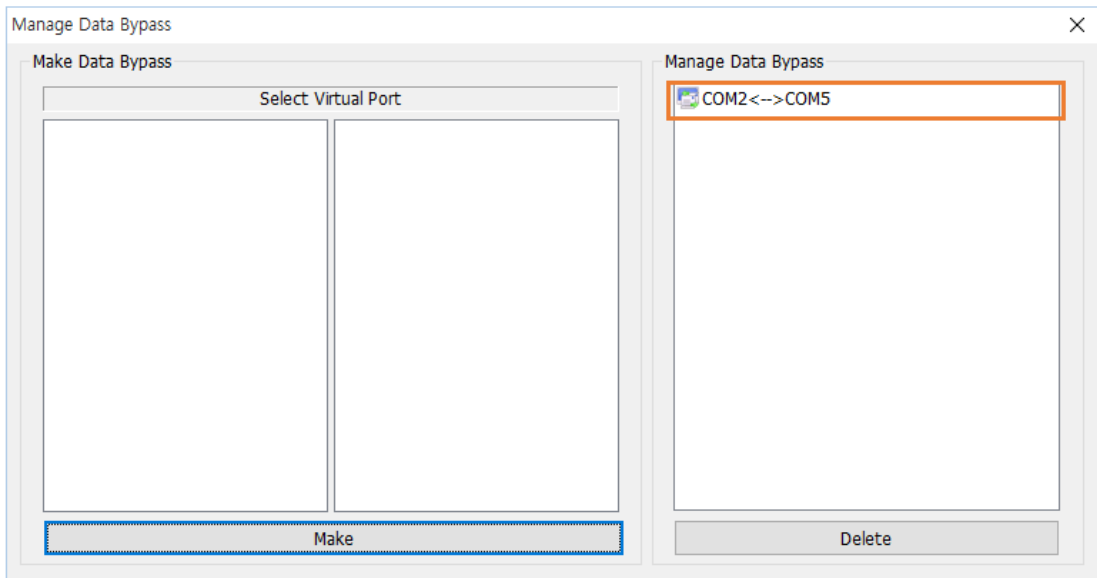 Manage Data Bypass
Make Data Bypass
Select Virtual Port
Make
Manage Data Bypass
COM2<-->COM5
Delete